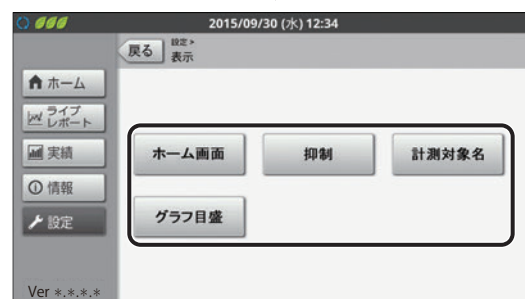 2015/09/30 (水) 12:34
戻る
設定 >
表示
ホーム
ライブ
レポート
実績
情報
設定
ホーム画面
抑制
計測対象名
グラフ目盛
Ver *.*.*.*